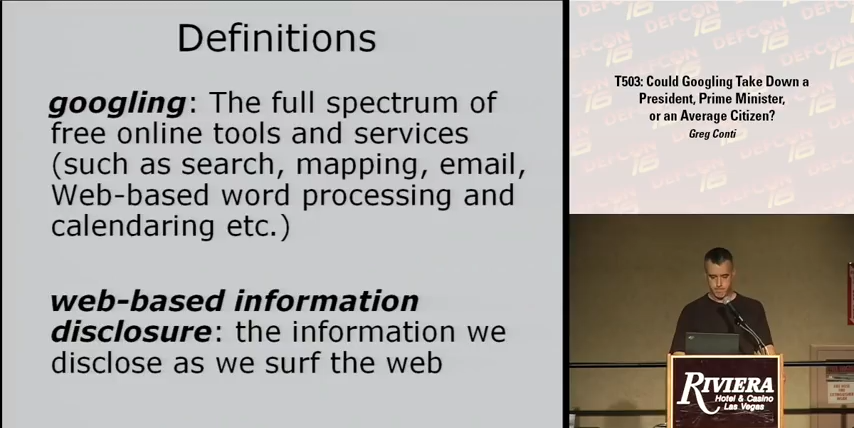 Definitions
googling: The full spectrum of
free online tools and services
(such as search, mapping, email,
Web-based word processing and
calendaring etc.)
web-based information
disclosure: the information we
disclose as we surf the web
DEFCON 16
T503: Could Googling Take Down a
President, Prime Minister,
or an Average Citizen?
Greg Conti
RIVIERA
Hotel & Casino
Las Vegas